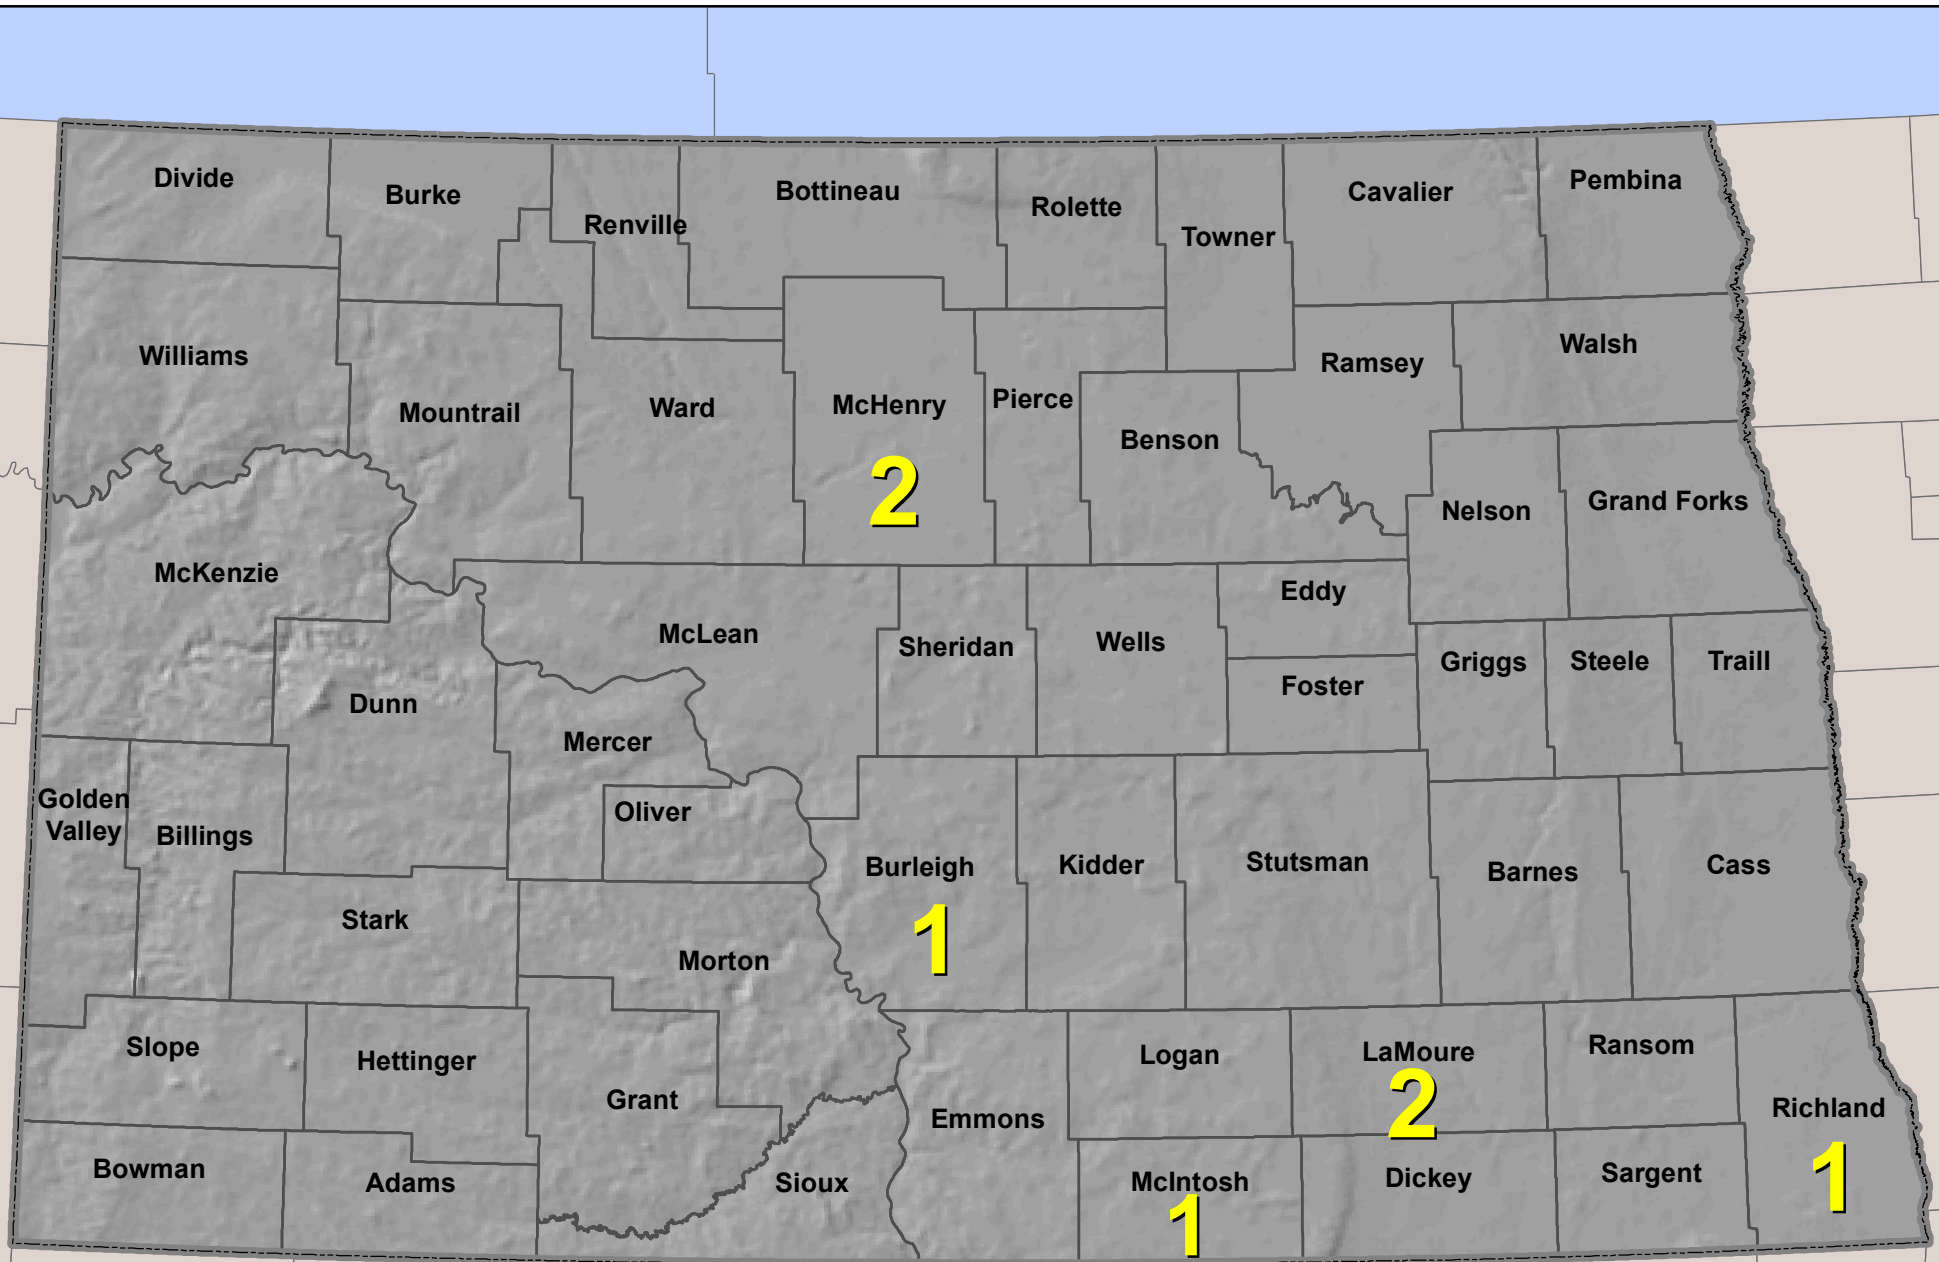 Divide
Burke
Renville
Bottineau
Rolette
Towner
Cavalier
Pembina
Williams
Mountrail
Ward
McHenry
2
Pierce
Benson
Ramsey
Walsh
Nelson
Grand Forks
McKenzie
Dunn
McLean
Sheridan
Wells
Eddy
Foster
Griggs
Steele
Traill
Mercer
Oliver
Golden
Valley
Billings
Stark
Morton
Burleigh
1
Kidder
Stutsman
Barnes
Cass
Slope
Hettinger
Grant
Emmons
Logan
LaMoure
2
Ransom
Richland
1
Bowman
Adams
Sioux
McIntosh
1
Dickey
Sargent